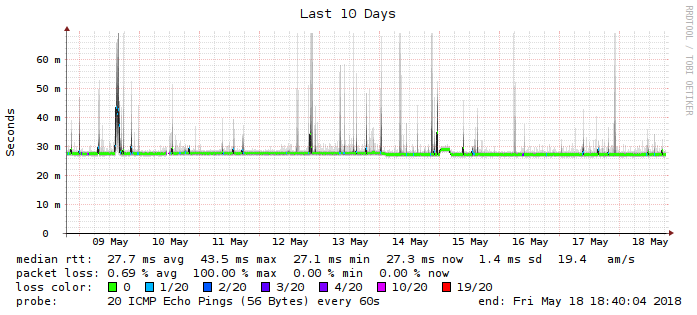 Last 10 Days
RRDTOOL / TOBI OETIKER
Seconds
60 m
50 m
40 m
30 m
20 m
10 m
0
09 May 10 May 11 May 12 May 13 May 14 May 15 May 16 May 17 May 18 May
median rtt: 27.7 ms avg 43.5 ms max 27.1 ms min 27.3 ms now 1.4 ms sd 19.4 am/s
packet loss: 0.69 % avg 100.00 % max 0.00 % min 0.00 % now
loss color: 0 1/20 2/20 3/20 4/20 10/20 19/20
probe: 20 ICMP Echo Pings (56 Bytes) every 60s end: Fri May 18 18:40:04 2018